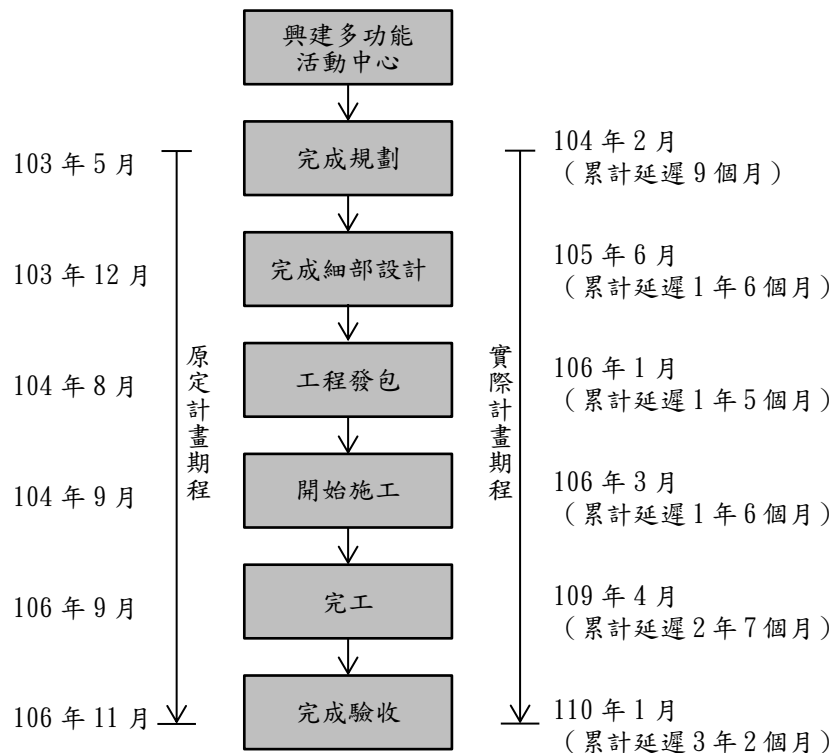 興建多功能
活動中心
103 年 5 月
完成規劃
104 年 2 月
（累計延遲 9 個月）
103 年 12 月
完成細部設計
105 年 6 月
（累計延遲 1 年 6 個月）
原定計畫期程
實際計畫期程
104 年 8 月
工程發包
106 年 1 月
（累計延遲 1 年 5 個月）
104 年 9 月
開始施工
106 年 3 月
（累計延遲 1 年 6 個月）
106 年 9 月
完工
109 年 4 月
（累計延遲 2 年 7 個月）
106 年 11 月
完成驗收
110 年 1 月
（累計延遲 3 年 2 個月）